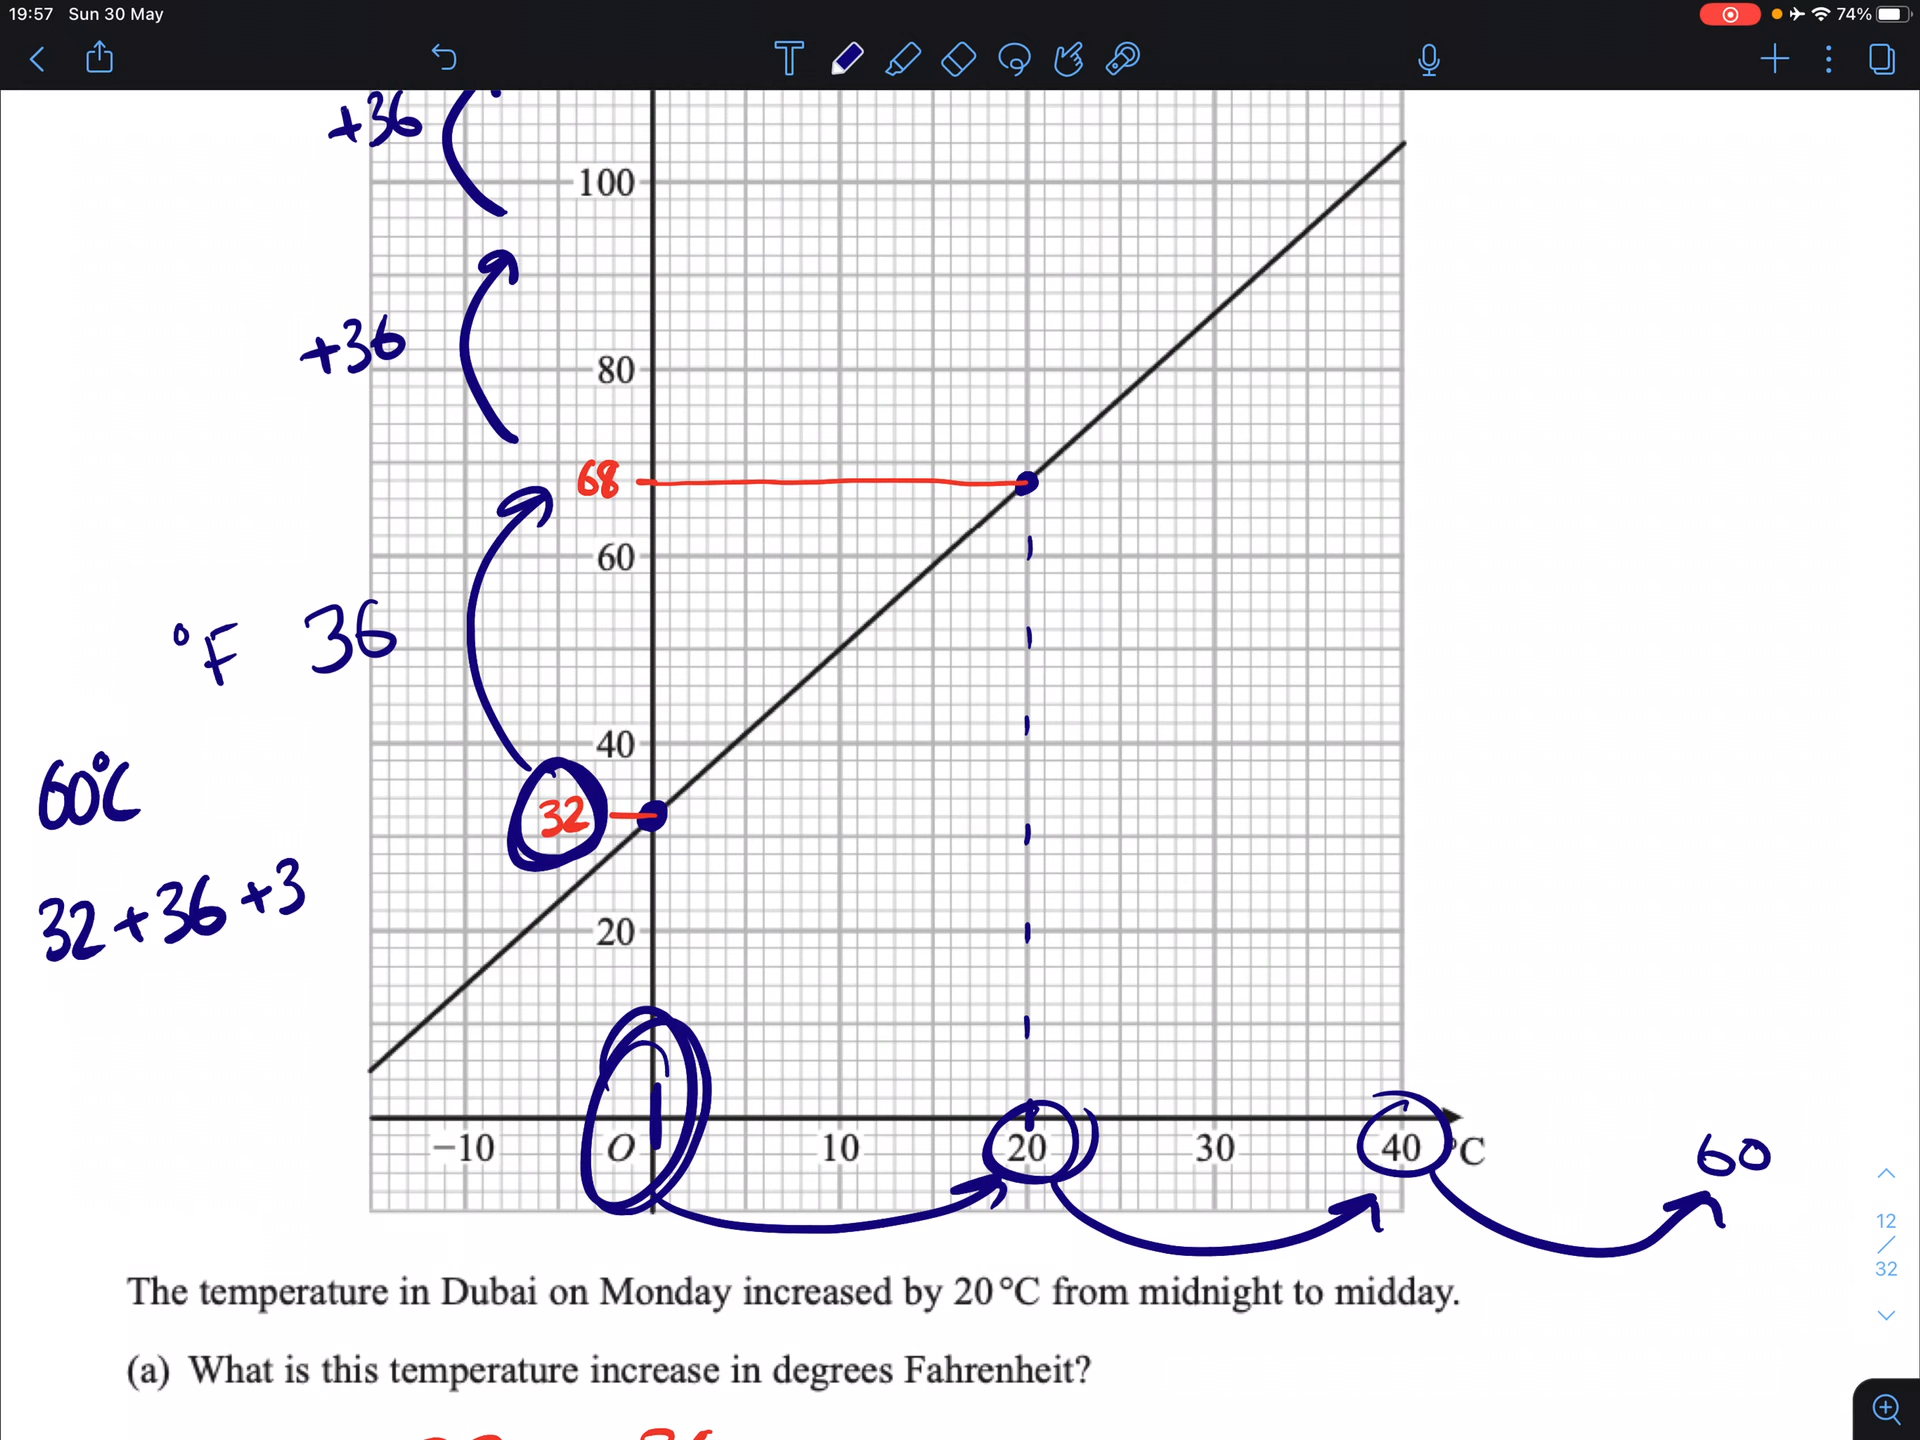 19:57 Sun 30 May
74%
T
+36
100
+36
80
68
60
°F 36
40
60°C
32
32+36+3
20
−10 O 10 20 30 40 °C
60
12
/
32
The temperature in Dubai on Monday increased by 20 °C from midnight to midday.
(a) What is this temperature increase in degrees Fahrenheit?